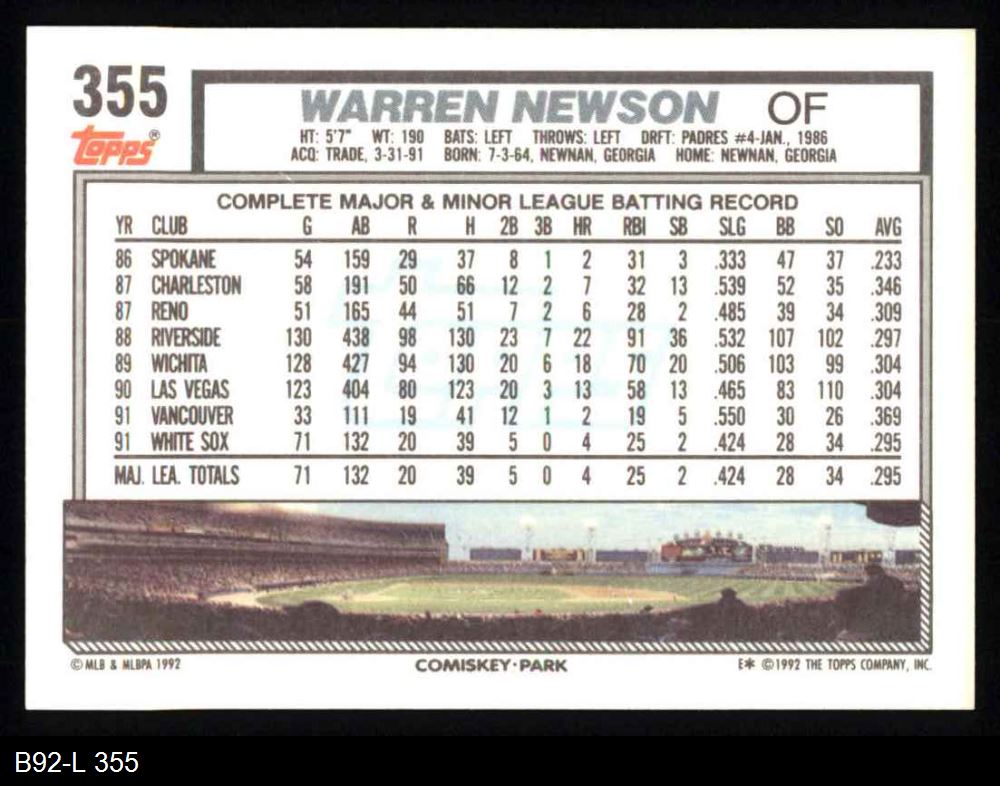 355
Topps®
WARREN NEWSON OF
HT: 5'7" WT: 190 BATS: LEFT THROWS: LEFT DRFT: PADRES #4-JAN., 1986
ACQ: TRADE, 3-31-91 BORN: 7-3-64, NEWNAN, GEORGIA HOME: NEWNAN, GEORGIA
COMPLETE MAJOR & MINOR LEAGUE BATTING RECORD
YR CLUB G AB R H 2B 3B HR RBI SB SLG BB SO AVG
86 SPOKANE 54 159 29 37 8 1 2 31 3 .333 47 37 .233
87 CHARLESTON 58 191 50 66 12 2 7 32 13 .539 52 35 .346
87 RENO 51 165 44 51 7 2 6 28 2 .485 39 34 .309
88 RIVERSIDE 130 438 98 130 23 7 22 91 36 .532 107 102 .297
89 WICHITA 128 427 94 130 20 6 18 70 20 .506 103 99 .304
90 LAS VEGAS 123 404 80 123 20 3 13 58 13 .465 83 110 .304
91 VANCOUVER 33 111 19 41 12 1 2 19 5 .550 30 26 .369
91 WHITE SOX 71 132 20 39 5 0 4 25 2 .424 28 34 .295
MAJ. LEA. TOTALS 71 132 20 39 5 0 4 25 2 .424 28 34 .295
© MLB & MLBPA 1992 COMISKEY·PARK E* ©1992 THE TOPPS COMPANY, INC.
B92-L 355